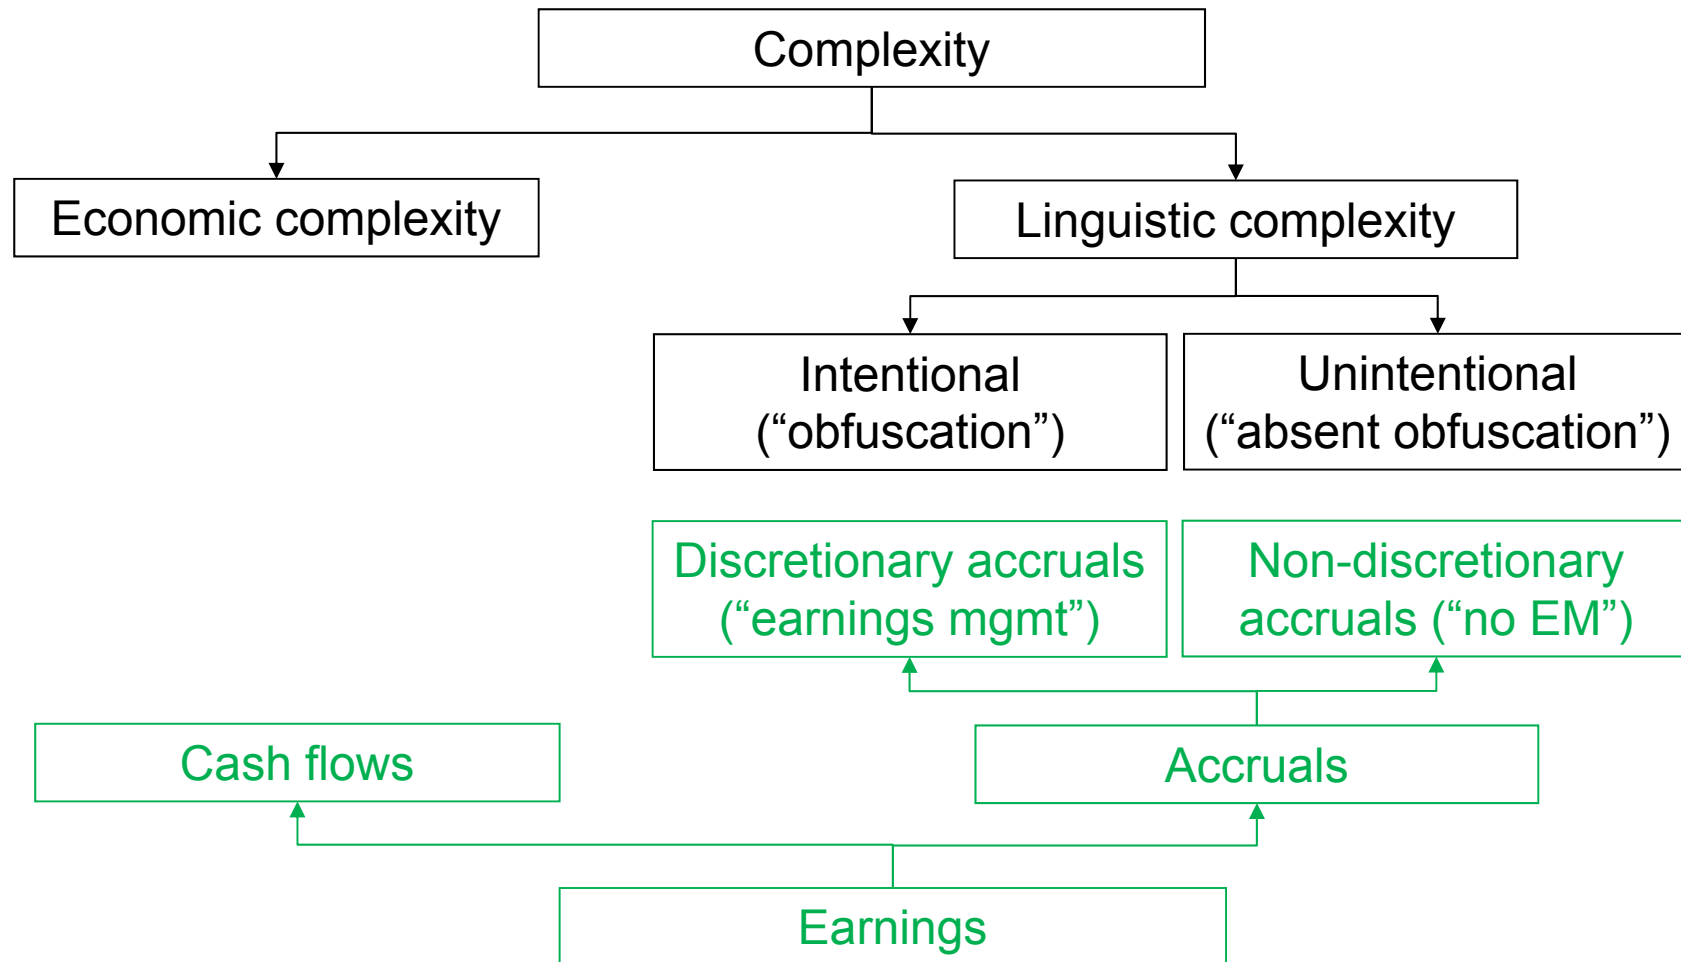 Complexity
Economic complexity
Linguistic complexity
Intentional
(“obfuscation”)
Unintentional
(“absent obfuscation”)
Discretionary accruals
(“earnings mgmt”)
Non-discretionary
accruals (“no EM”)
Cash flows
Accruals
Earnings